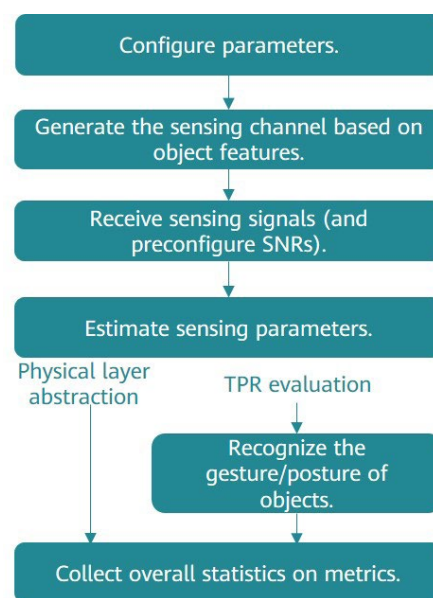 Configure parameters.
Generate the sensing channel based on
object features.
Receive sensing signals (and
preconfigure SNRs).
Estimate sensing parameters.
Physical layer
abstraction
TPR evaluation
Recognize the
gesture/posture of
objects.
Collect overall statistics on metrics.